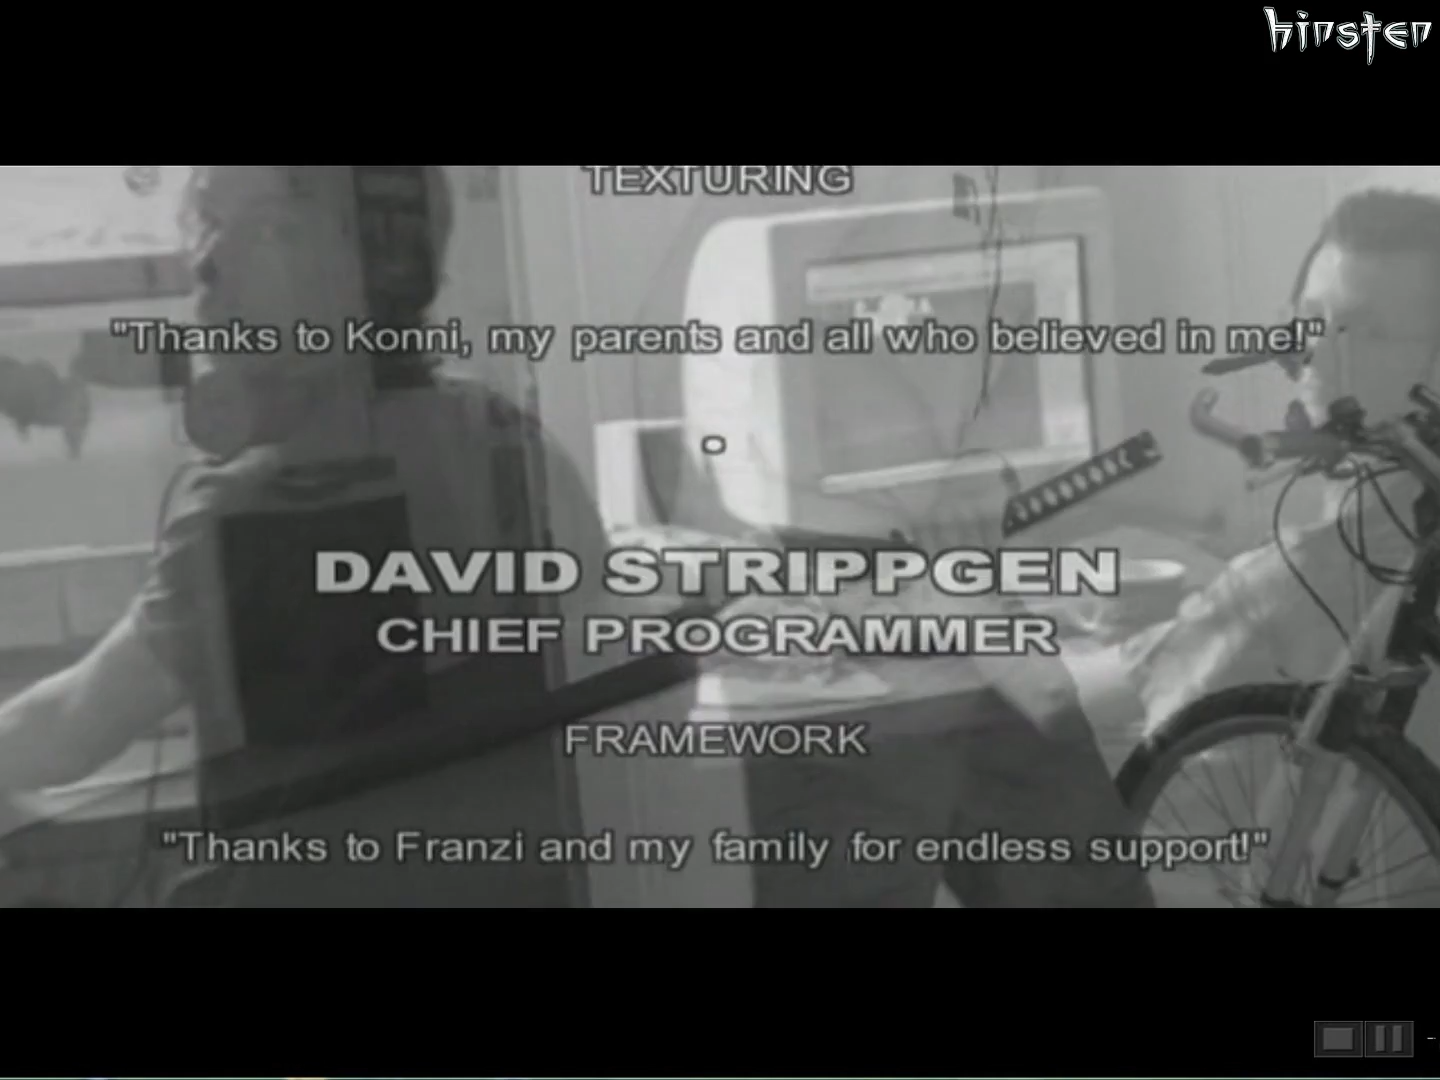 hinsten
TEXTURING
"Thanks to Konni, my parents and all who believed in me!"
o
DAVID STRIPPGEN
CHIEF PROGRAMMER
FRAMEWORK
"Thanks to Franzi and my family for endless support!"